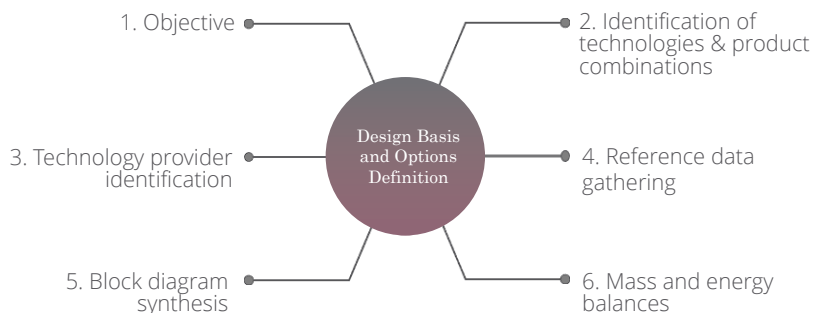 1. Objective
2. Identification of
technologies & product
combinations
Design Basis
and Options
Definition
3. Technology provider
identification
4. Reference data
gathering
5. Block diagram
synthesis
6. Mass and energy
balances